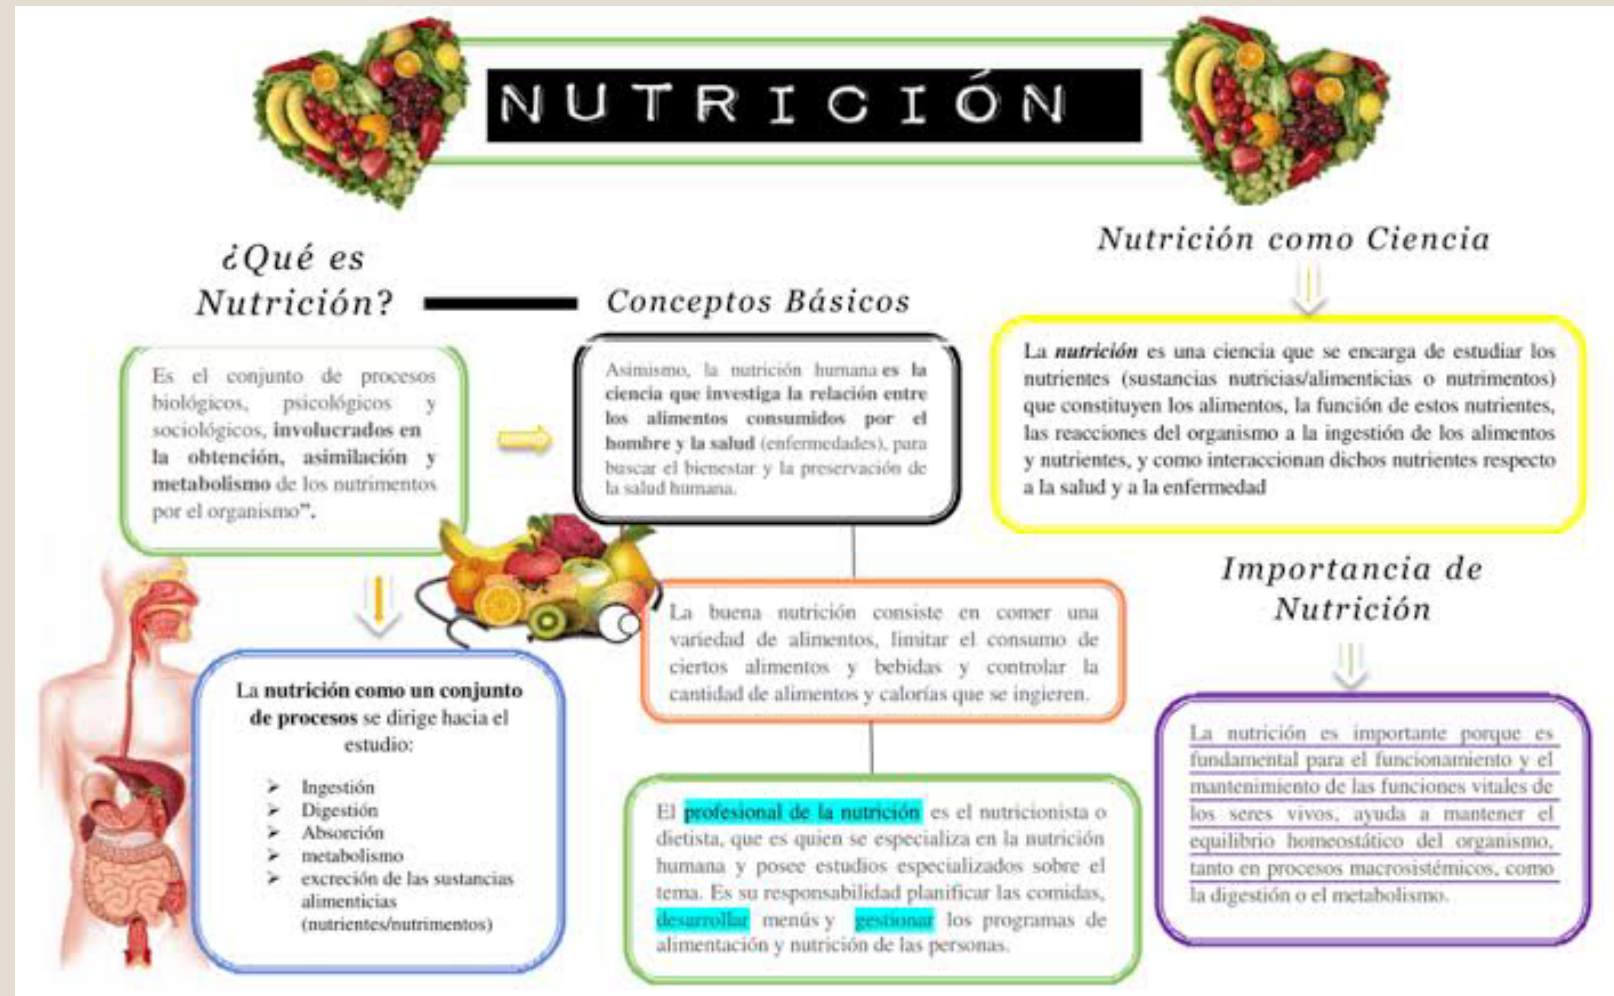 NUTRICIÓN
¿Qué es
Nutrición?
Es el conjunto de procesos
biológicos, psicológicos y
sociológicos, involucrados en
la obtención, asimilación y
metabolismo de los nutrimentos
por el organismo”.
La nutrición como un conjunto
de procesos se dirige hacia el
estudio:
➢ Ingestión
➢ Digestión
➢ Absorción
➢ metabolismo
➢ excreción de las sustancias
alimenticias
(nutrientes/nutrimentos)
Conceptos Básicos
Asimismo, la nutrición humana es la
ciencia que investiga la relación entre
los alimentos consumidos por el
hombre y la salud (enfermedades), para
buscar el bienestar y la preservación de
la salud humana.
La buena nutrición consiste en comer una
variedad de alimentos, limitar el consumo de
ciertos alimentos y bebidas y controlar la
cantidad de alimentos y calorías que se ingieren.
El profesional de la nutrición es el nutricionista o
dietista, que es quien se especializa en la nutrición
humana y posee estudios especializados sobre el
tema. Es su responsabilidad planificar las comidas,
desarrollar menús y gestionar los programas de
alimentación y nutrición de las personas.
Nutrición como Ciencia
La nutrición es una ciencia que se encarga de estudiar los
nutrientes (sustancias nutricias/alimenticias o nutrimentos)
que constituyen los alimentos, la función de estos nutrientes,
las reacciones del organismo a la ingestión de los alimentos
y nutrientes, y como interaccionan dichos nutrientes respecto
a la salud y a la enfermedad
Importancia de
Nutrición
La nutrición es importante porque es
fundamental para el funcionamiento y el
mantenimiento de las funciones vitales de
los seres vivos, ayuda a mantener el
equilibrio homeostático del organismo,
tanto en procesos macrosistémicos, como
la digestión o el metabolismo.